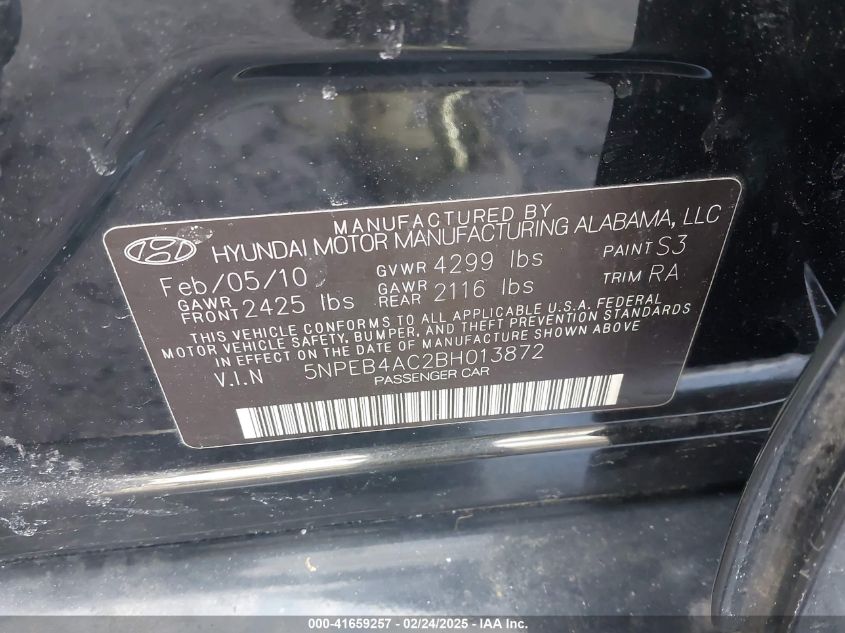 MANUFACTURED BY
HYUNDAI MOTOR MANUFACTURING ALABAMA, LLC
Feb/05/10 GVWR 4299 lbs PAINT S3
GAWR FRONT 2425 lbs GAWR REAR 2116 lbs TRIM RA
THIS VEHICLE CONFORMS TO ALL APPLICABLE U.S.A. FEDERAL
MOTOR VEHICLE SAFETY, BUMPER, AND THEFT PREVENTION STANDARDS
IN EFFECT ON THE DATE OF MANUFACTURE SHOWN ABOVE
V.I.N 5NPEB4AC2BH013872
PASSENGER CAR
000-41659257 - 02/24/2025 - IAA Inc.